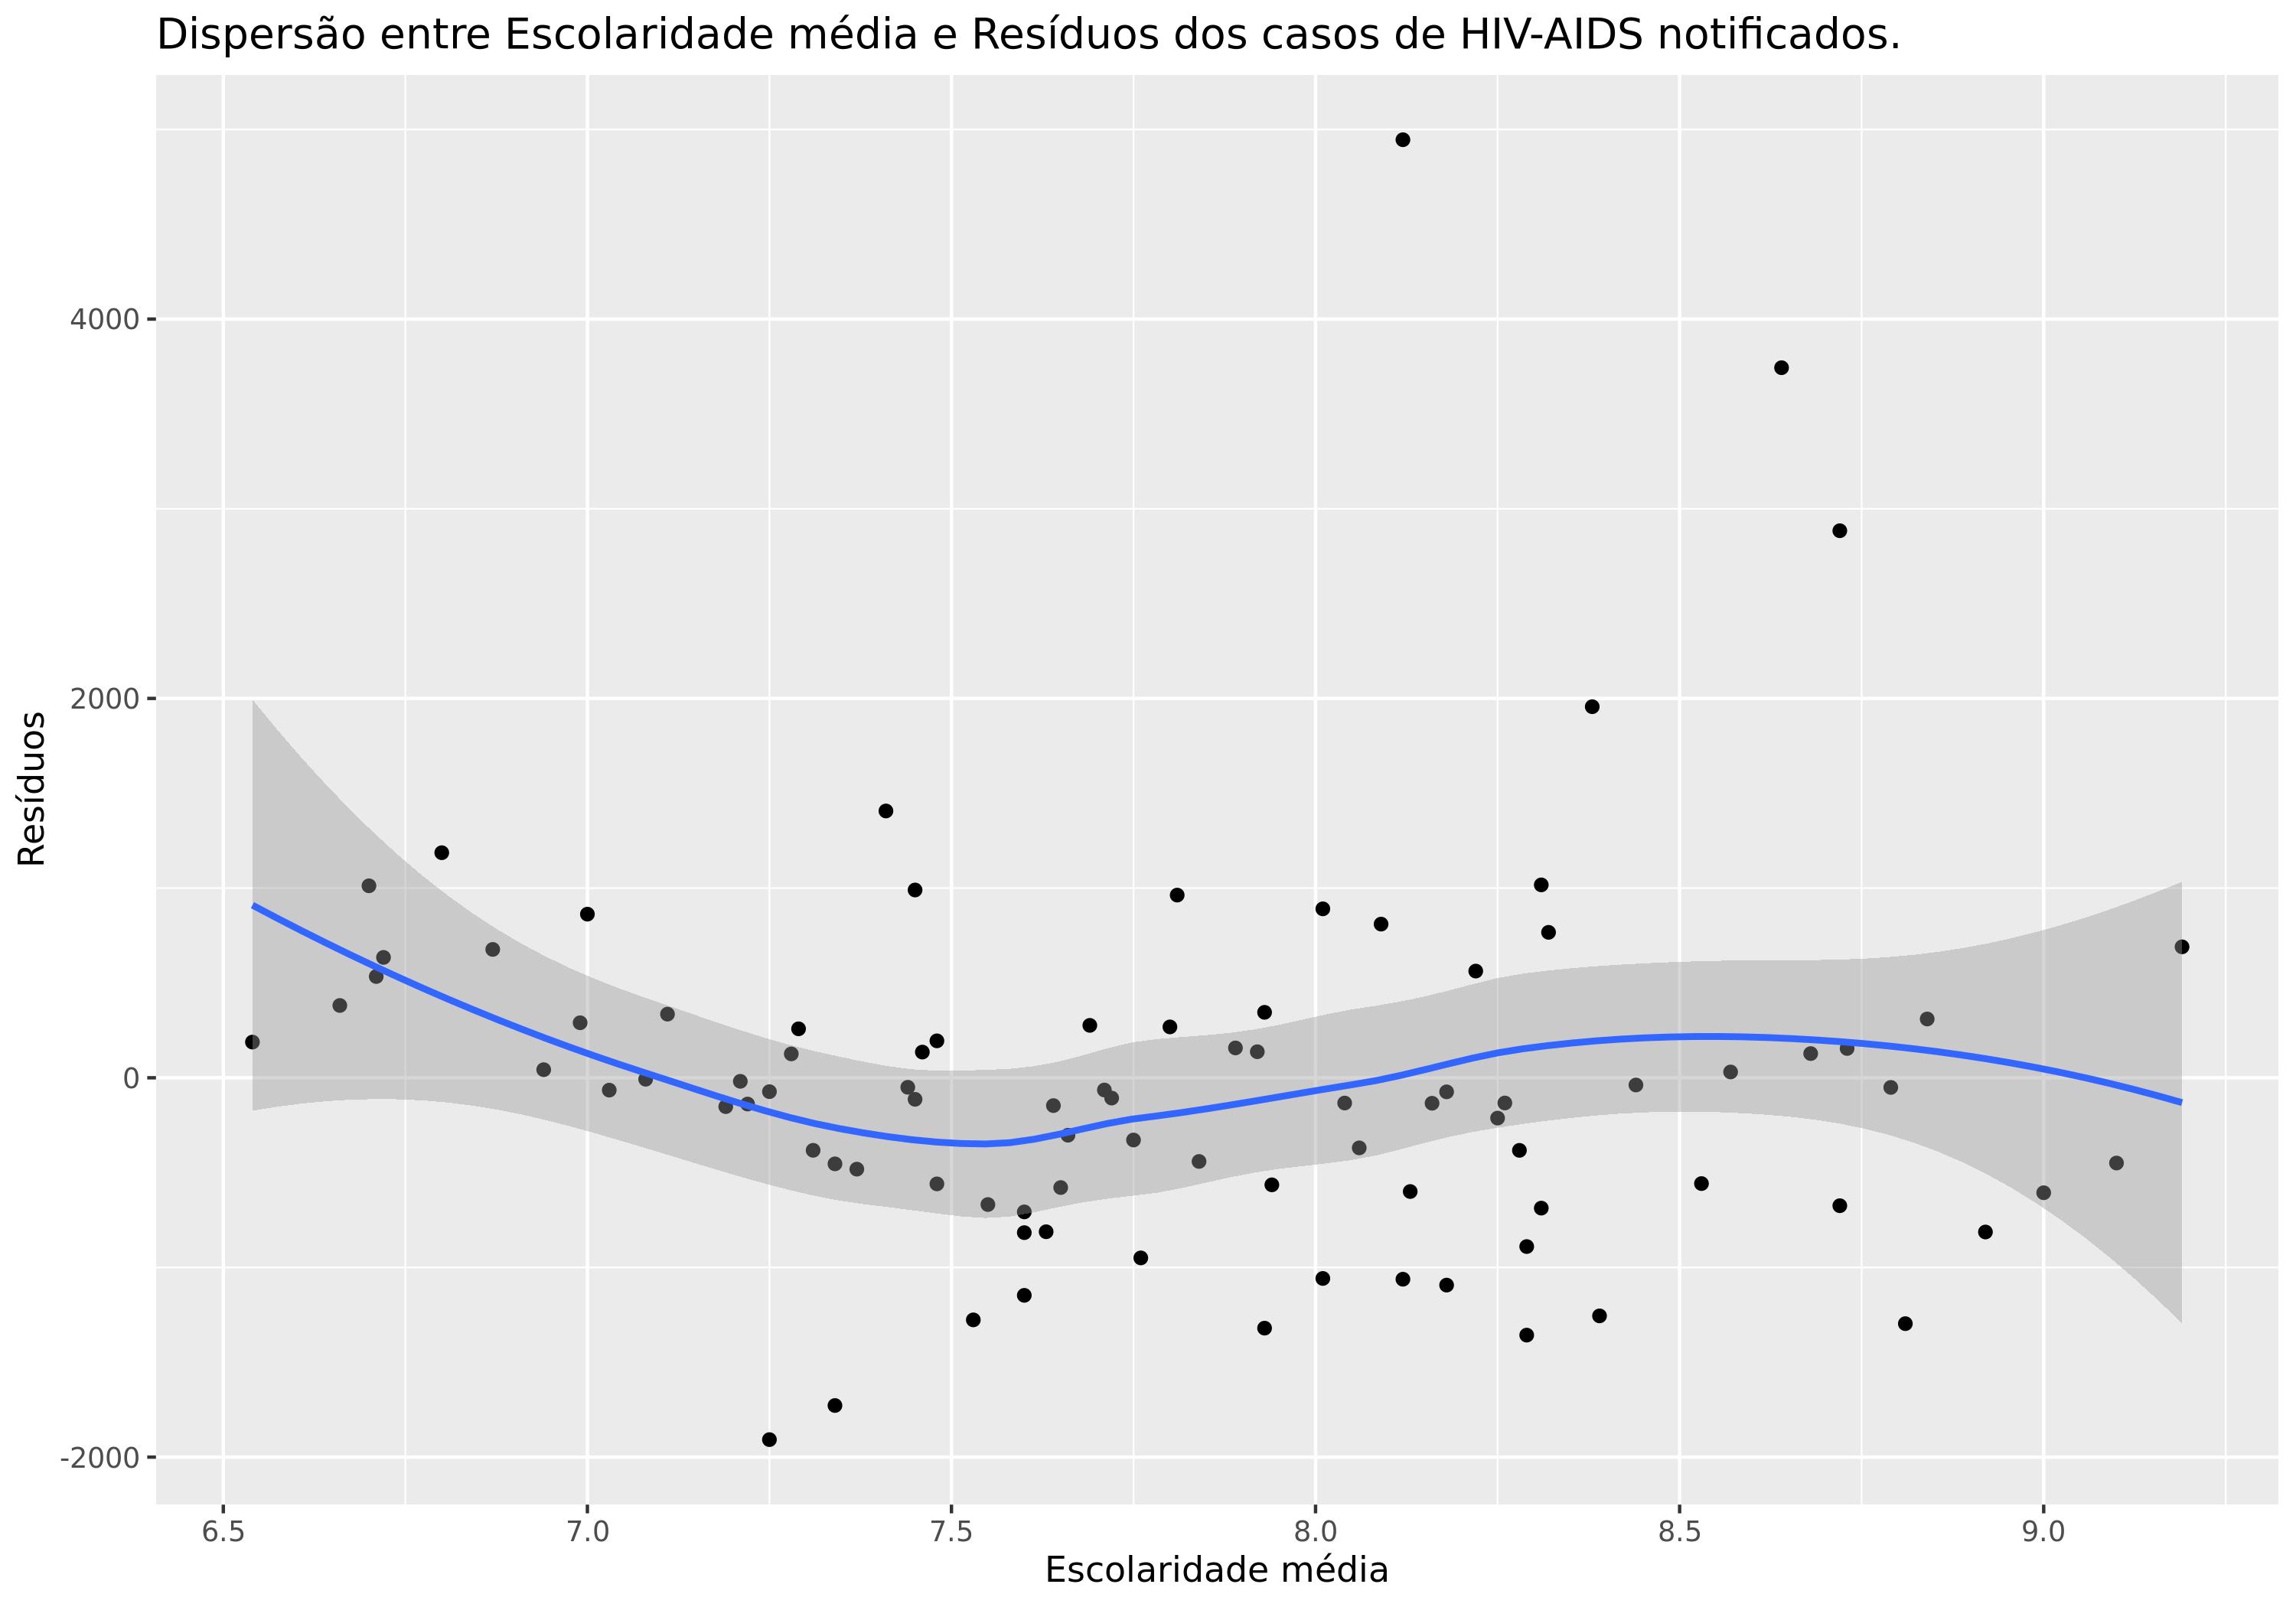 Dispersão entre Escolaridade média e Resíduos dos casos de HIV-AIDS notificados.
Resíduos
4000
2000
0
-2000
6.5 7.0 7.5 8.0 8.5 9.0
Escolaridade média